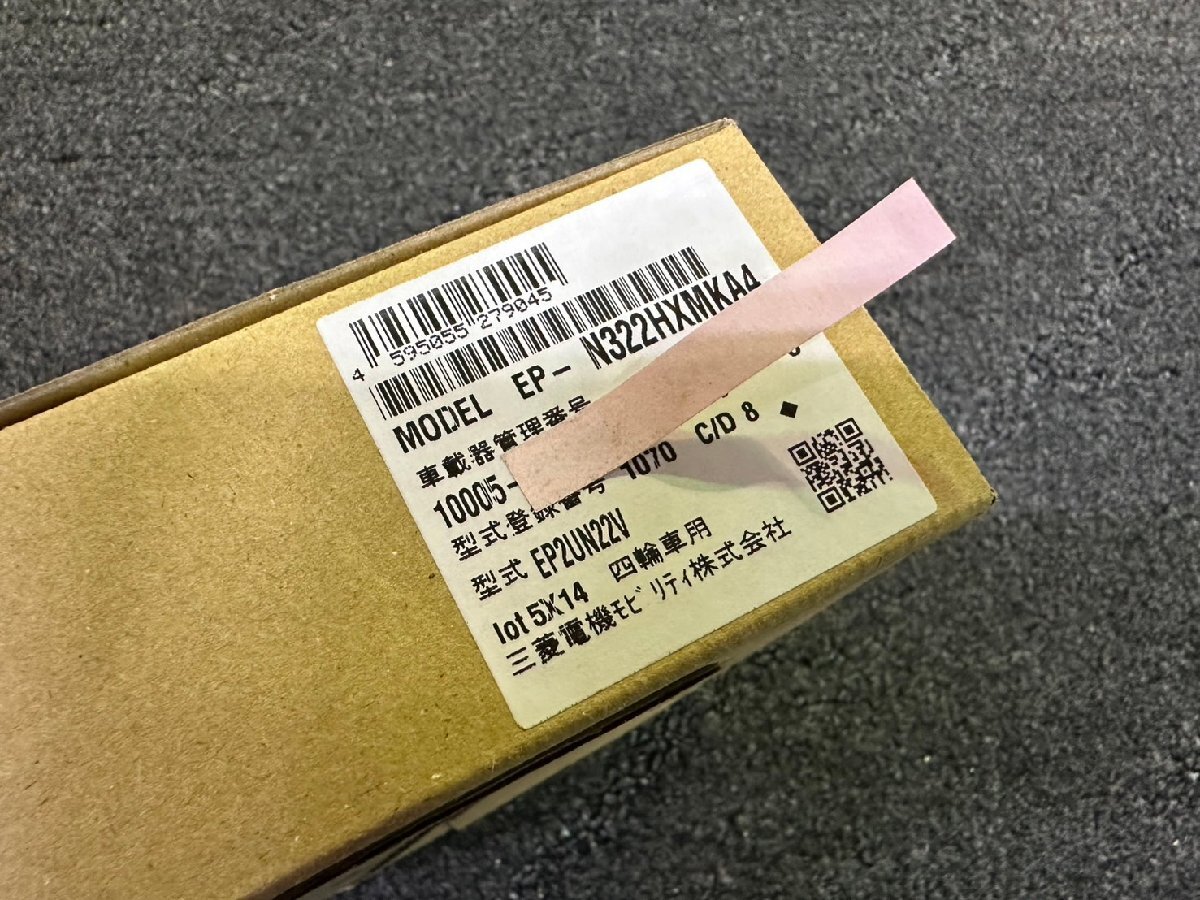 4 595055 279045
MODEL EP- N322HXMKA4
車載器管理番号
10005-
型式登録番号 1070 C/D 8 ◆
型式 EP2UN22V
lot 5X14 四輪車用
三菱電機モビリティ株式会社